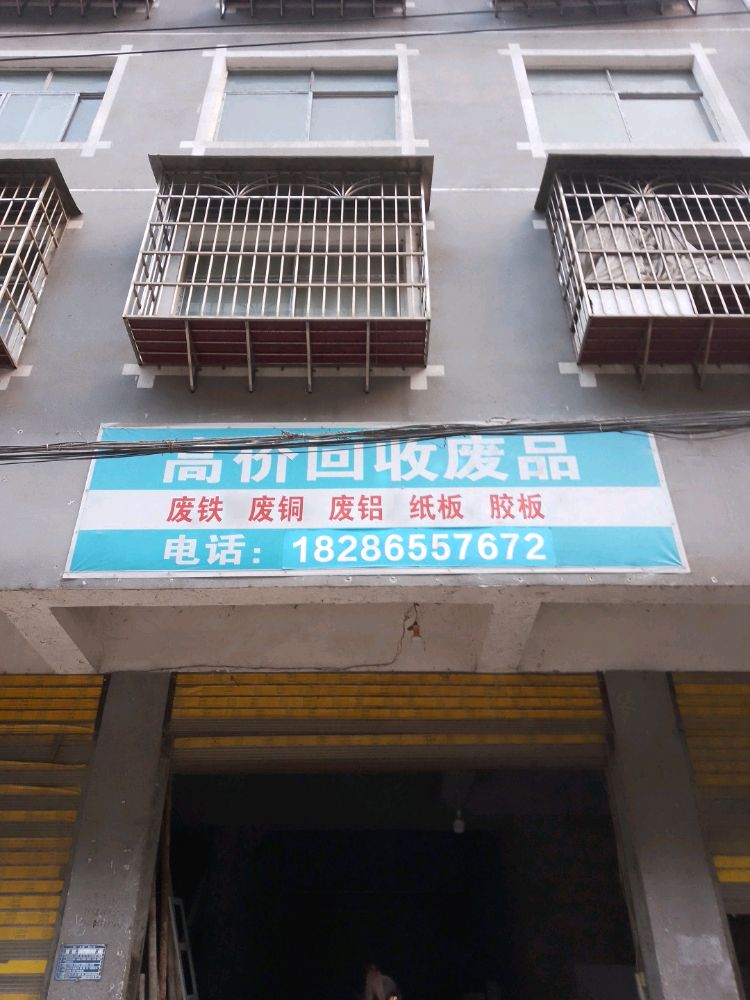 高价回收废品
废铁 废铜 废铝 纸板 胶板
电话：18286557672